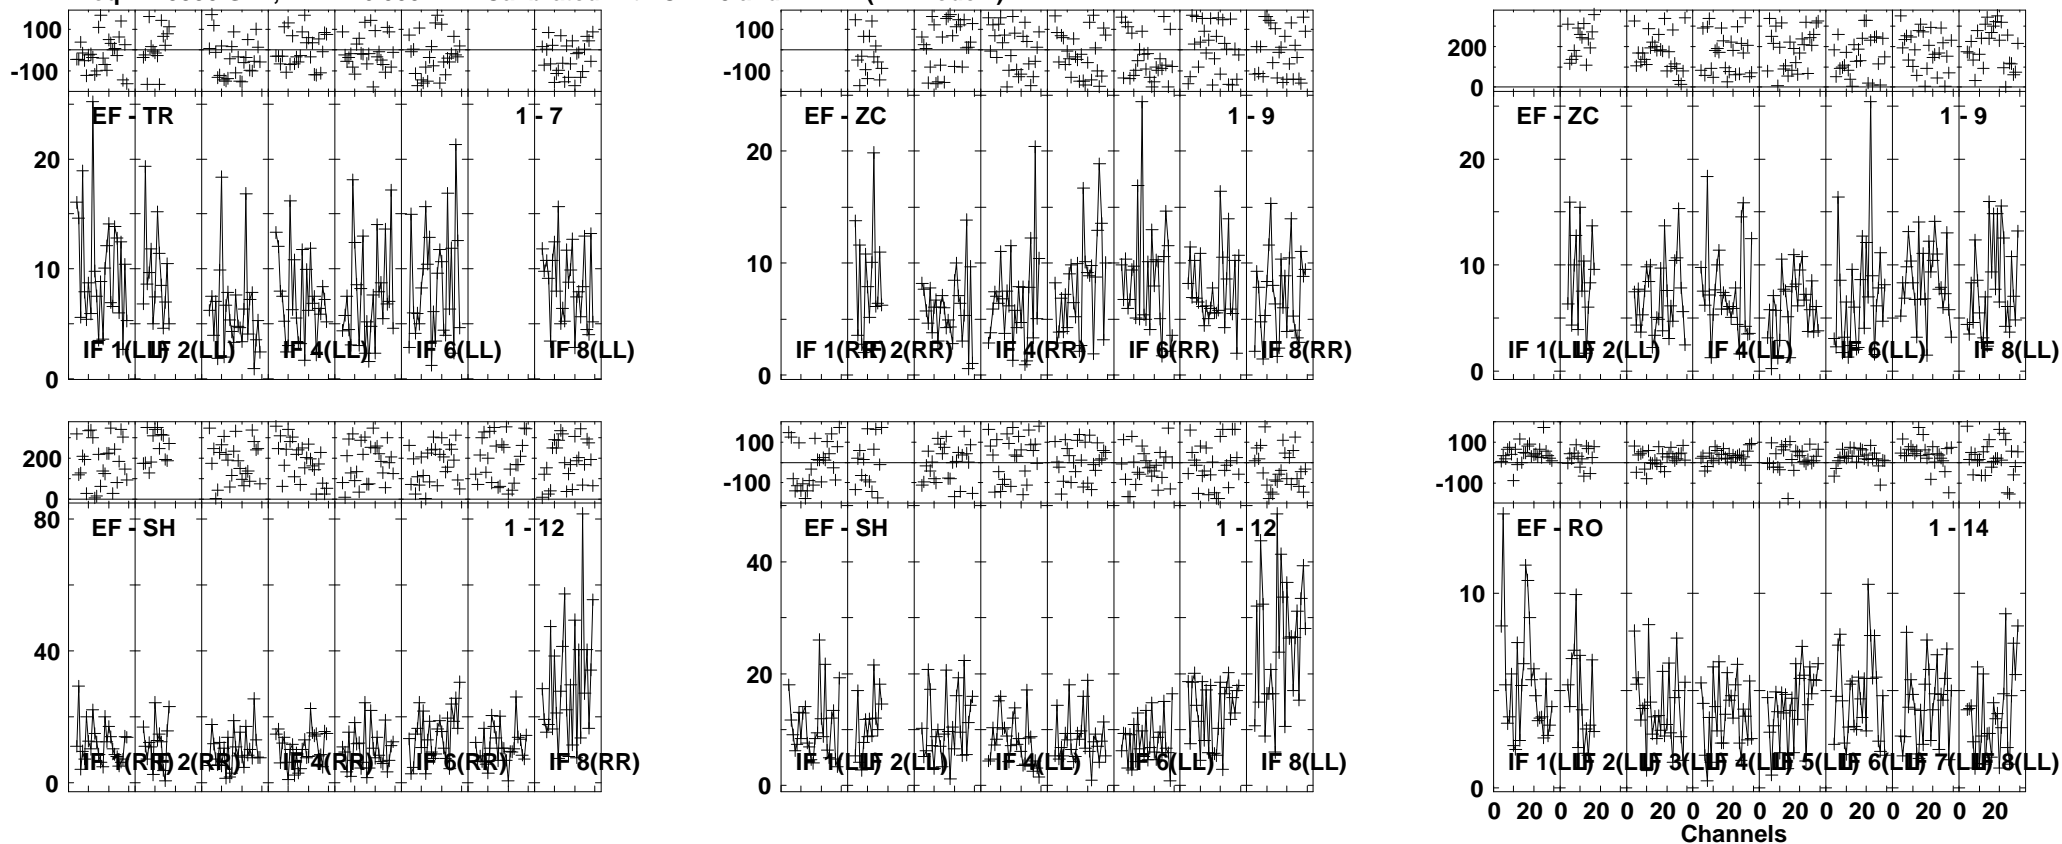 100
-100
EF - TR 1 - 7
20
10
0
IF 1(LL) IF 2(LL) IF 4(LL) IF 6(LL) IF 8(LL)
100
-100
EF - ZC 1 - 9
20
10
0
IF 1(RR) IF 2(RR) IF 4(RR) IF 6(RR) IF 8(RR)
200
0
EF - ZC 1 - 9
20
10
0
IF 1(LL) IF 2(LL) IF 4(LL) IF 6(LL) IF 8(LL)
200
0
EF - SH 1 - 12
80
40
0
IF 1(RR) IF 2(RR) IF 4(RR) IF 6(RR) IF 8(RR)
100
-100
EF - SH 1 - 12
40
20
0
IF 1(LL) IF 2(LL) IF 4(LL) IF 6(LL) IF 8(LL)
100
-100
EF - RO 1 - 14
10
0
IF 1(LL) IF 2(LL) IF 3(LL) IF 4(LL) IF 5(LL) IF 6(LL) IF 7(LL) IF 8(LL)
0 20 0 20 0 20 0 20 0 20 0 20 0 20 0 20
Channels